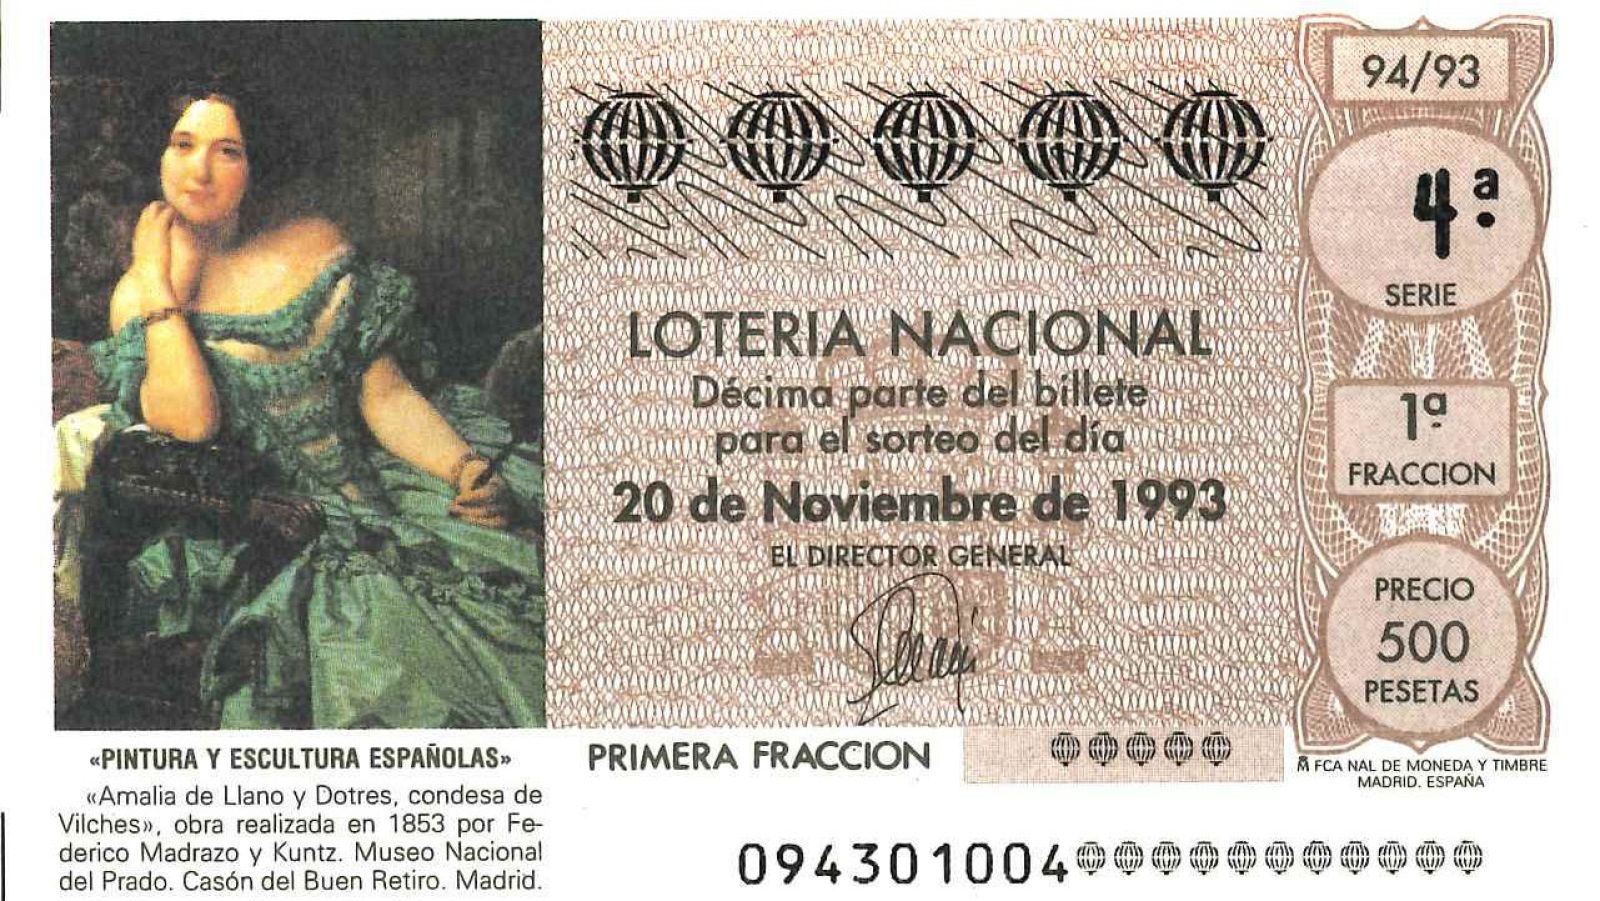 94/93
4ª
SERIE
LOTERIA NACIONAL
Décima parte del billete
para el sorteo del día
20 de Noviembre de 1993
EL DIRECTOR GENERAL
1ª
FRACCION
PRECIO
500
PESETAS
«PINTURA Y ESCULTURA ESPAÑOLAS»
«Amalia de Llano y Dotres, condesa de
Vilches», obra realizada en 1853 por Fe-
derico Madrazo y Kuntz. Museo Nacional
del Prado. Casón del Buen Retiro. Madrid.
PRIMERA FRACCION
FCA NAL DE MONEDA Y TIMBRE
MADRID. ESPAÑA
094301004